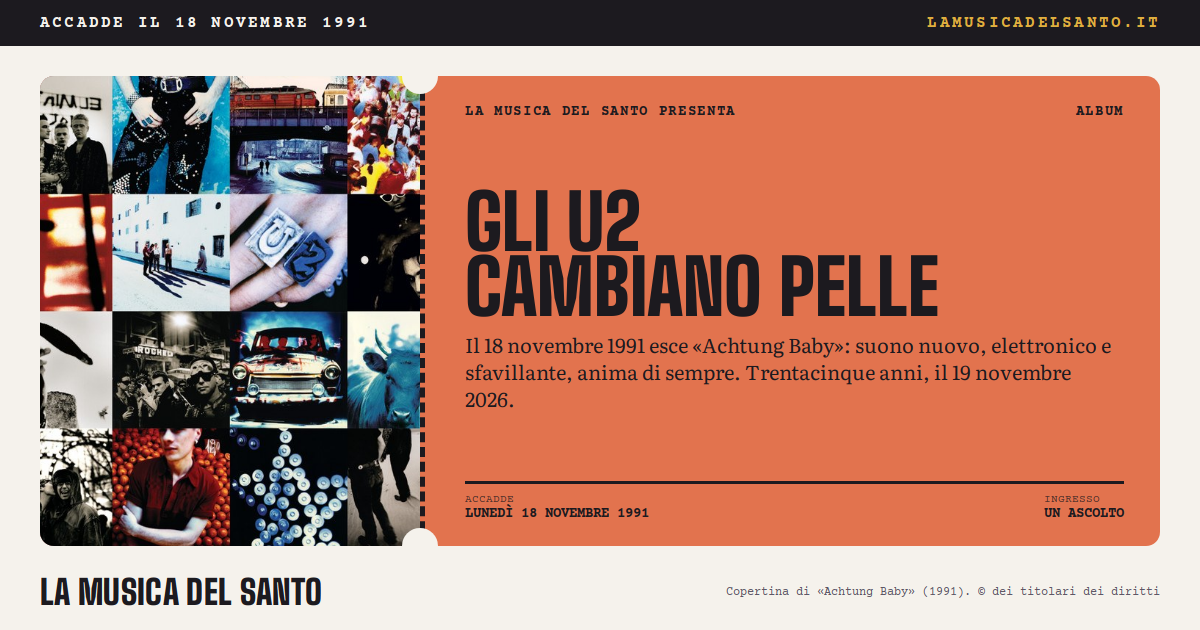 ACCADDE IL 18 NOVEMBRE 1991
LAMUSICADELSANTO.IT
LA MUSICA DEL SANTO PRESENTA
ALBUM
GLI U2
CAMBIANO PELLE
Il 18 novembre 1991 esce «Achtung Baby»: suono nuovo, elettronico e
sfavillante, anima di sempre. Trentacinque anni, il 19 novembre
2026.
ACCADDE
LUNEDÌ 18 NOVEMBRE 1991
INGRESSO
UN ASCOLTO
ROCHED
LA MUSICA DEL SANTO
Copertina di «Achtung Baby» (1991). © dei titolari dei diritti